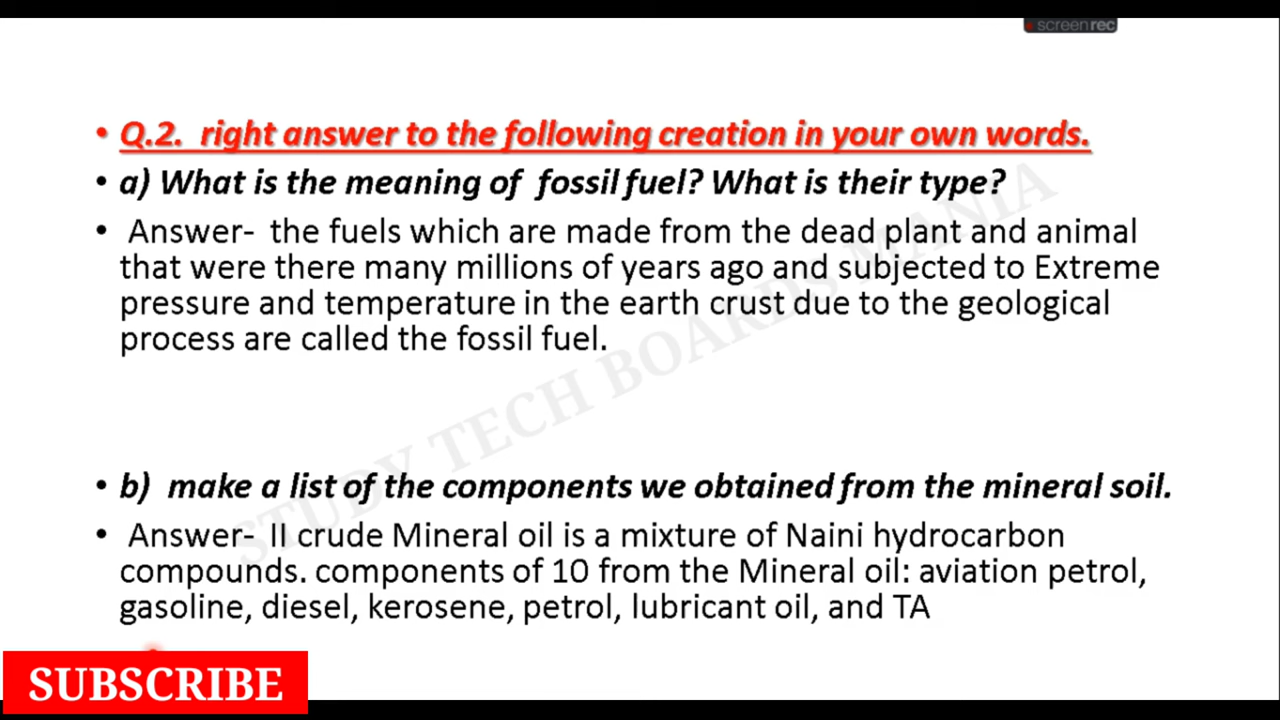 screenrec
• Q.2. right answer to the following creation in your own words.
• a) What is the meaning of fossil fuel? What is their type?
• Answer- the fuels which are made from the dead plant and animal
that were there many millions of years ago and subjected to Extreme
pressure and temperature in the earth crust due to the geological
process are called the fossil fuel.
STUDY TECH BOARDS MANIA
• b) make a list of the components we obtained from the mineral soil.
• Answer- II crude Mineral oil is a mixture of Naini hydrocarbon
compounds. components of 10 from the Mineral oil: aviation petrol,
gasoline, diesel, kerosene, petrol, lubricant oil, and TA
SUBSCRIBE